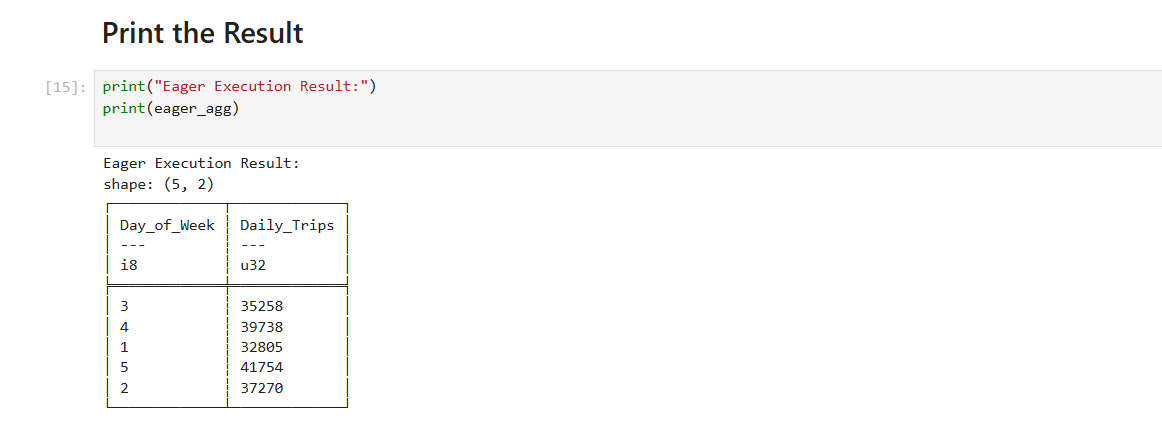 Print the Result
[15]: print("Eager Execution Result:")
print(eager_agg)
Eager Execution Result:
shape: (5, 2)
Day_of_Week Daily_Trips
--- ---
i8 u32
3 35258
4 39738
1 32805
5 41754
2 37270